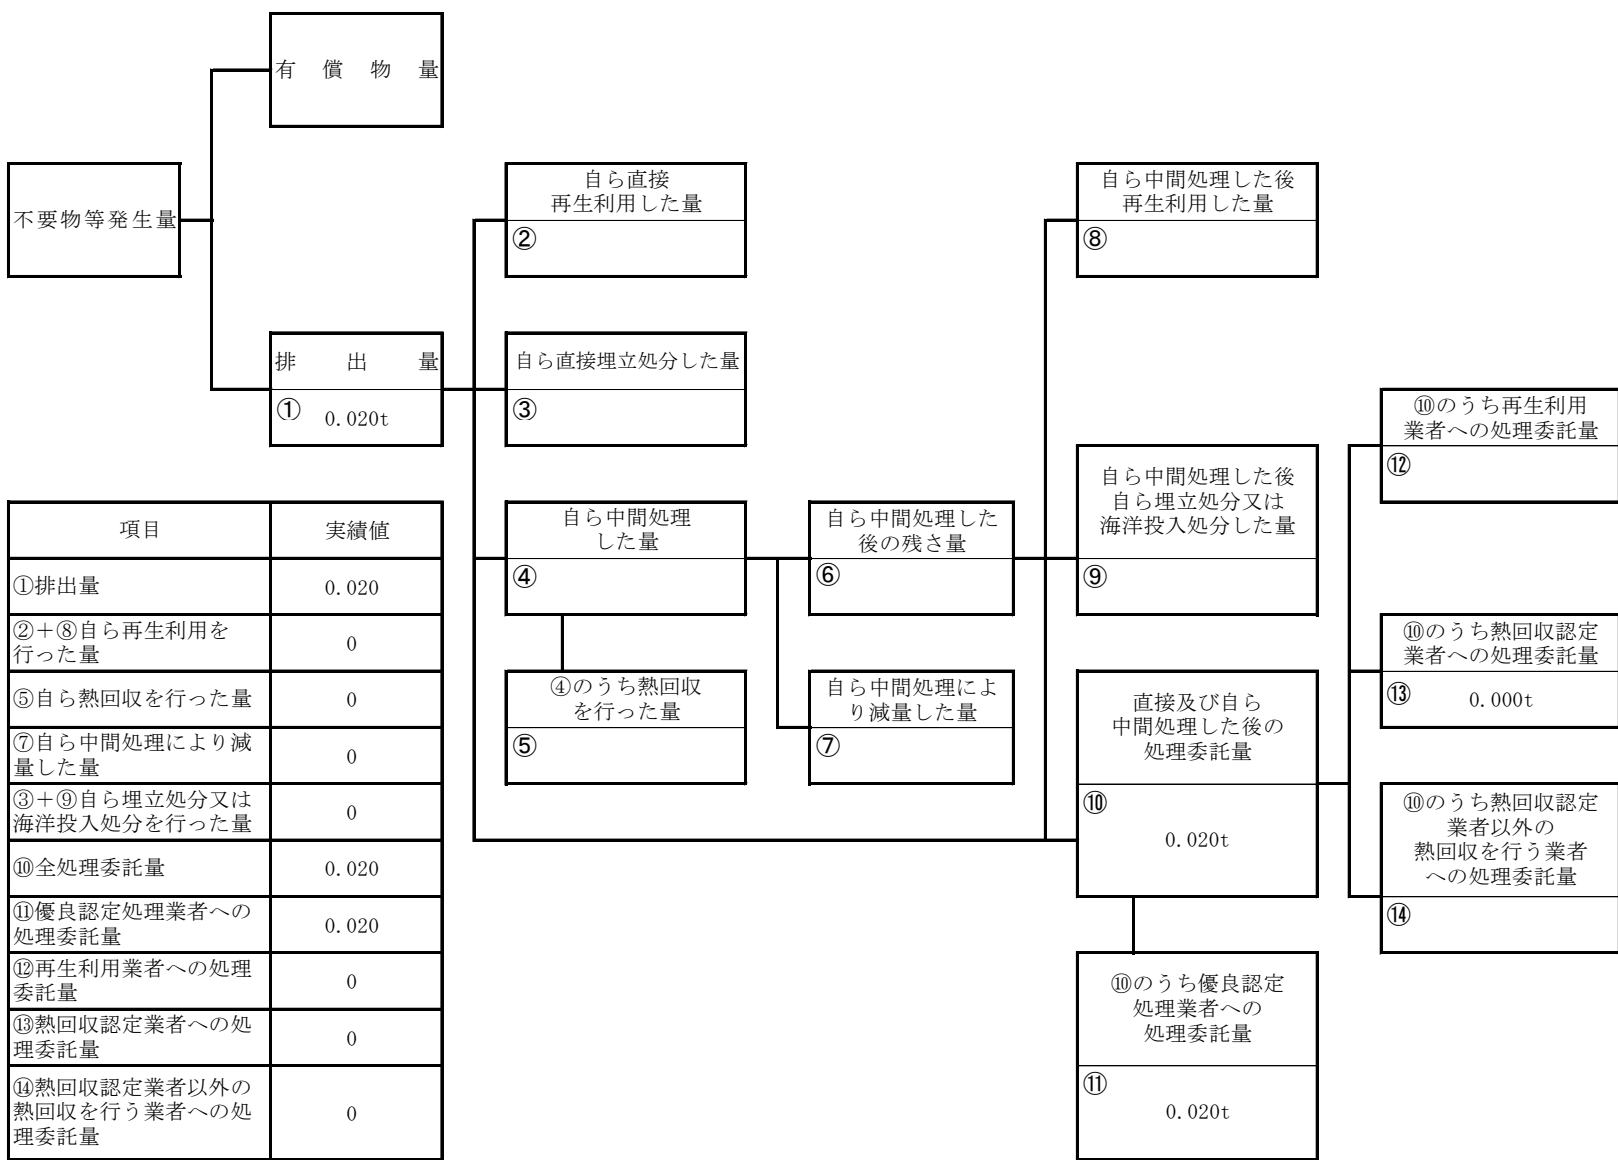 有償物量
不要物等発生量
排出量
① 0.020t
自ら直接
再生利用した量
②
自ら直接埋立処分した量
③
自ら中間処理
した量
④
④のうち熱回収
を行った量
⑤
自ら中間処理した
後の残さ量
⑥
自ら中間処理によ
り減量した量
⑦
自ら中間処理した後
再生利用した量
⑧
自ら中間処理した後
自ら埋立処分又は
海洋投入処分した量
⑨
直接及び自ら
中間処理した後の
処理委託量
⑩
0.020t
⑩のうち優良認定
処理業者への
処理委託量
⑪
0.020t
⑩のうち再生利用
業者への処理委託量
⑫
⑩のうち熱回収認定
業者への処理委託量
⑬ 0.000t
⑩のうち熱回収認定
業者以外の
熱回収を行う業者
への処理委託量
⑭
項目 実績値
①排出量 0.020
②+⑧自ら再生利用を
行った量 0
⑤自ら熱回収を行った量 0
⑦自ら中間処理により減
量した量 0
③+⑨自ら埋立処分又は
海洋投入処分を行った量 0
⑩全処理委託量 0.020
⑪優良認定処理業者への
処理委託量 0.020
⑫再生利用業者への処理
委託量 0
⑬熱回収認定業者への処
理委託量 0
⑭熱回収認定業者以外の
熱回収を行う業者への処
理委託量 0